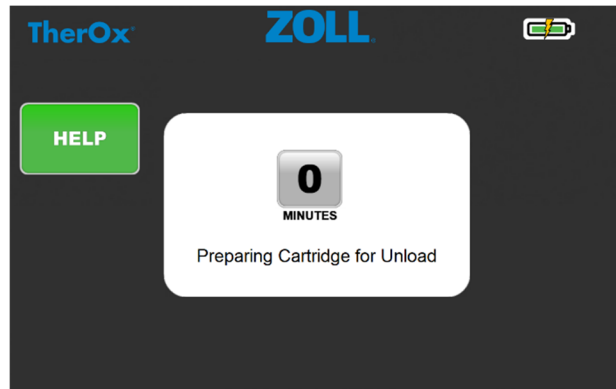 TherOx®
ZOLL®
HELP
0
MINUTES
Preparing Cartridge for Unload